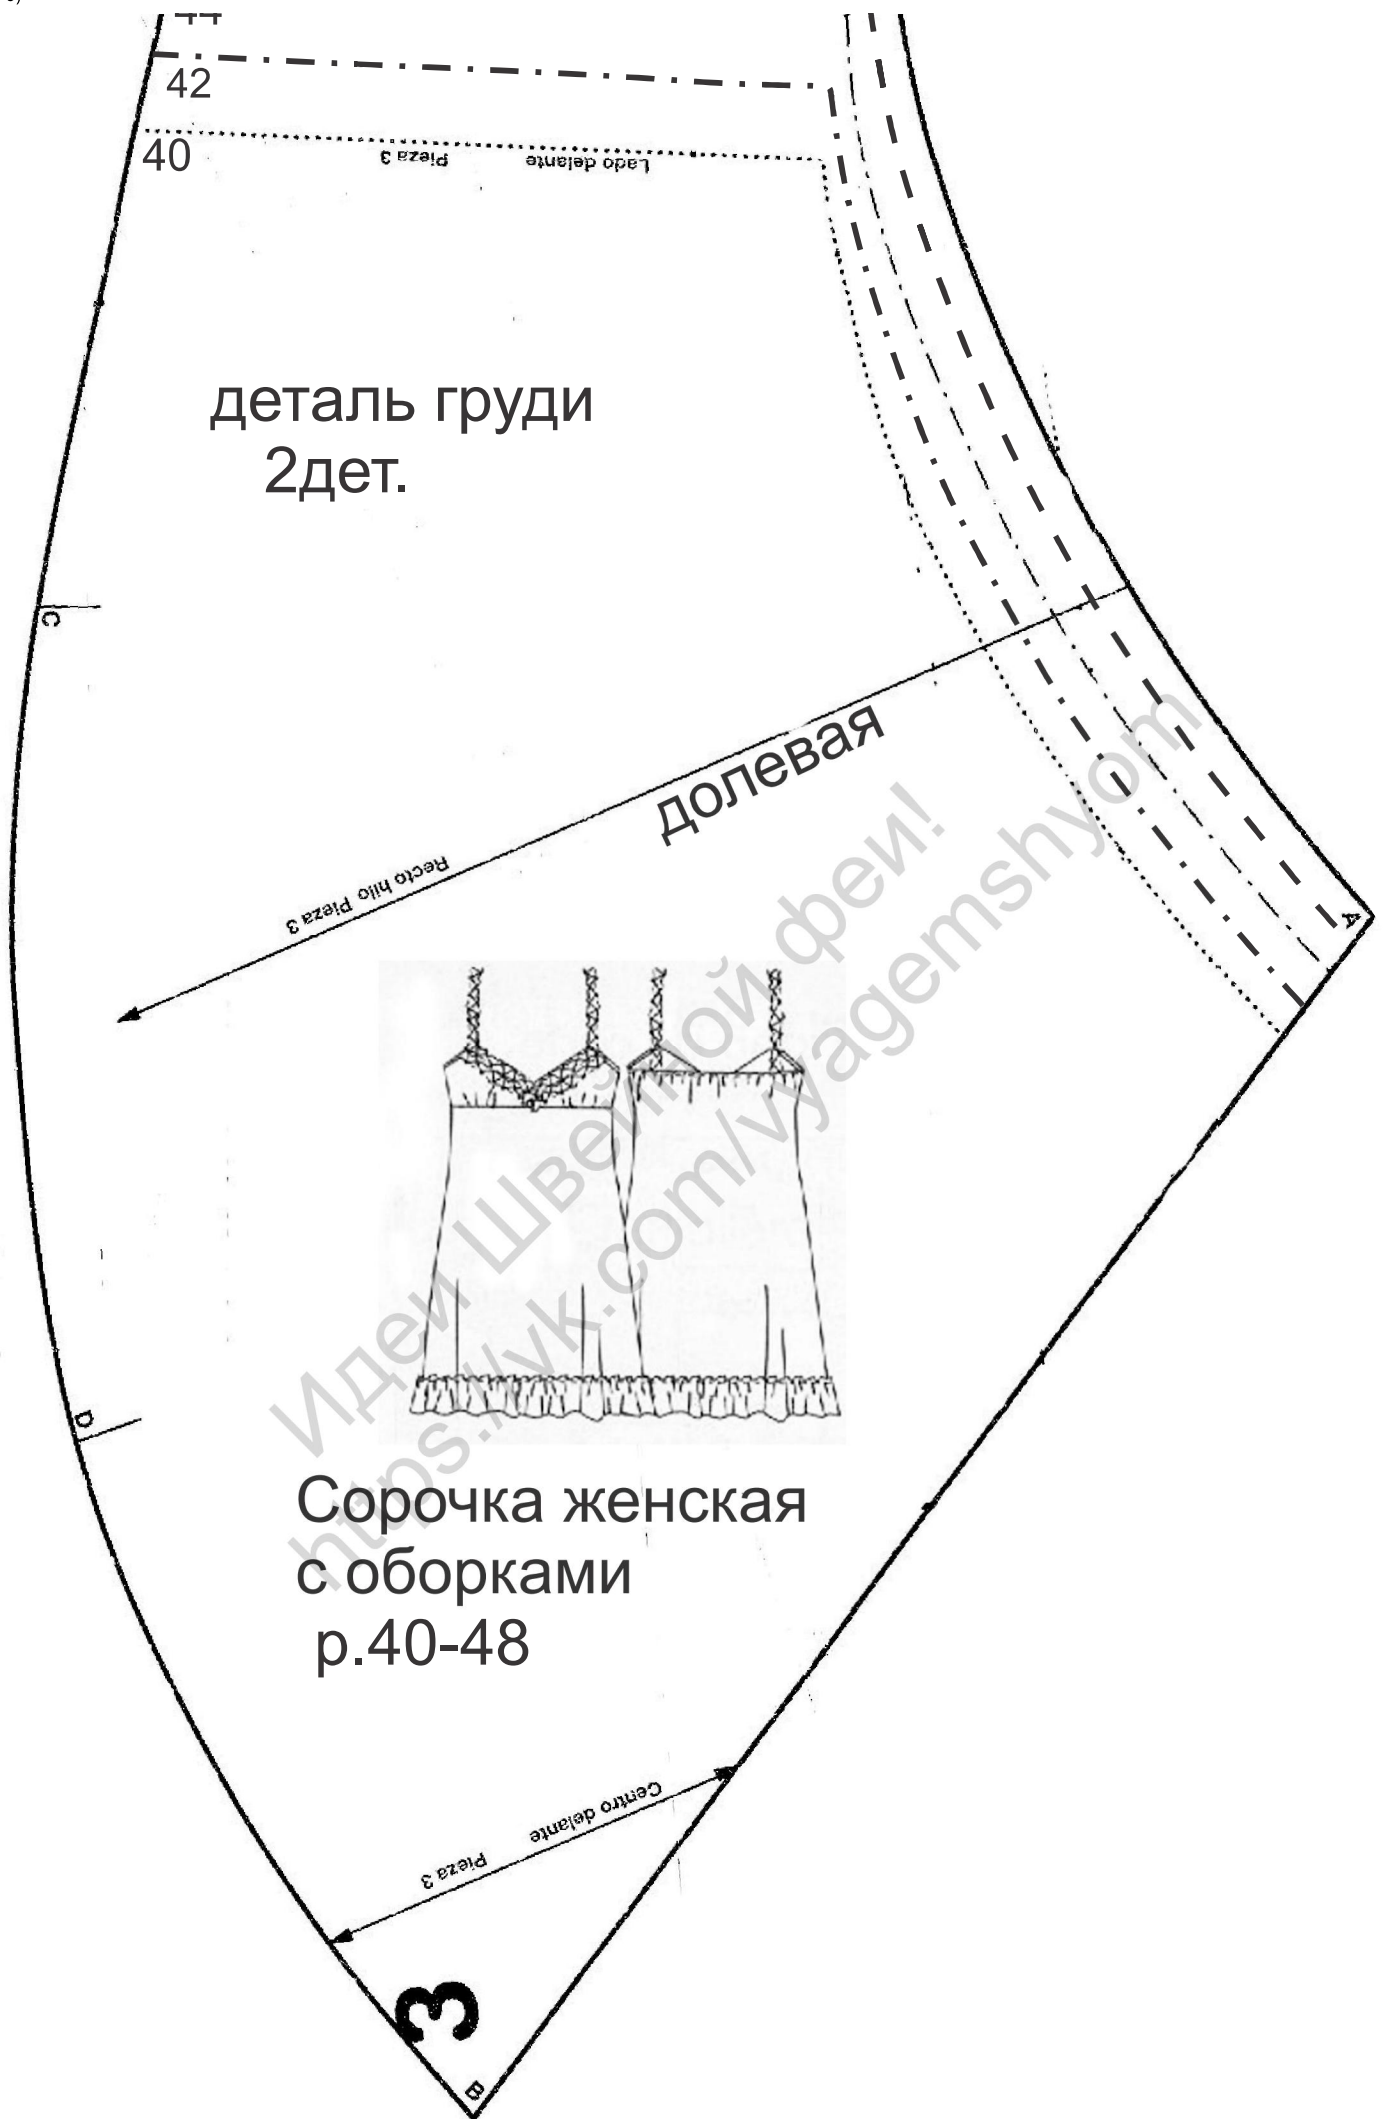 44
42
40
Pieza 3
Lado delante
деталь груди
2дет.
C
долевая
Recto hilo Pieza 3
A
Идеи Швейной феи!
https://vk.com/vyagemshyom
D
Сорочка женская
с оборками
р.40-48
Centro delante
Pieza 3
3
B